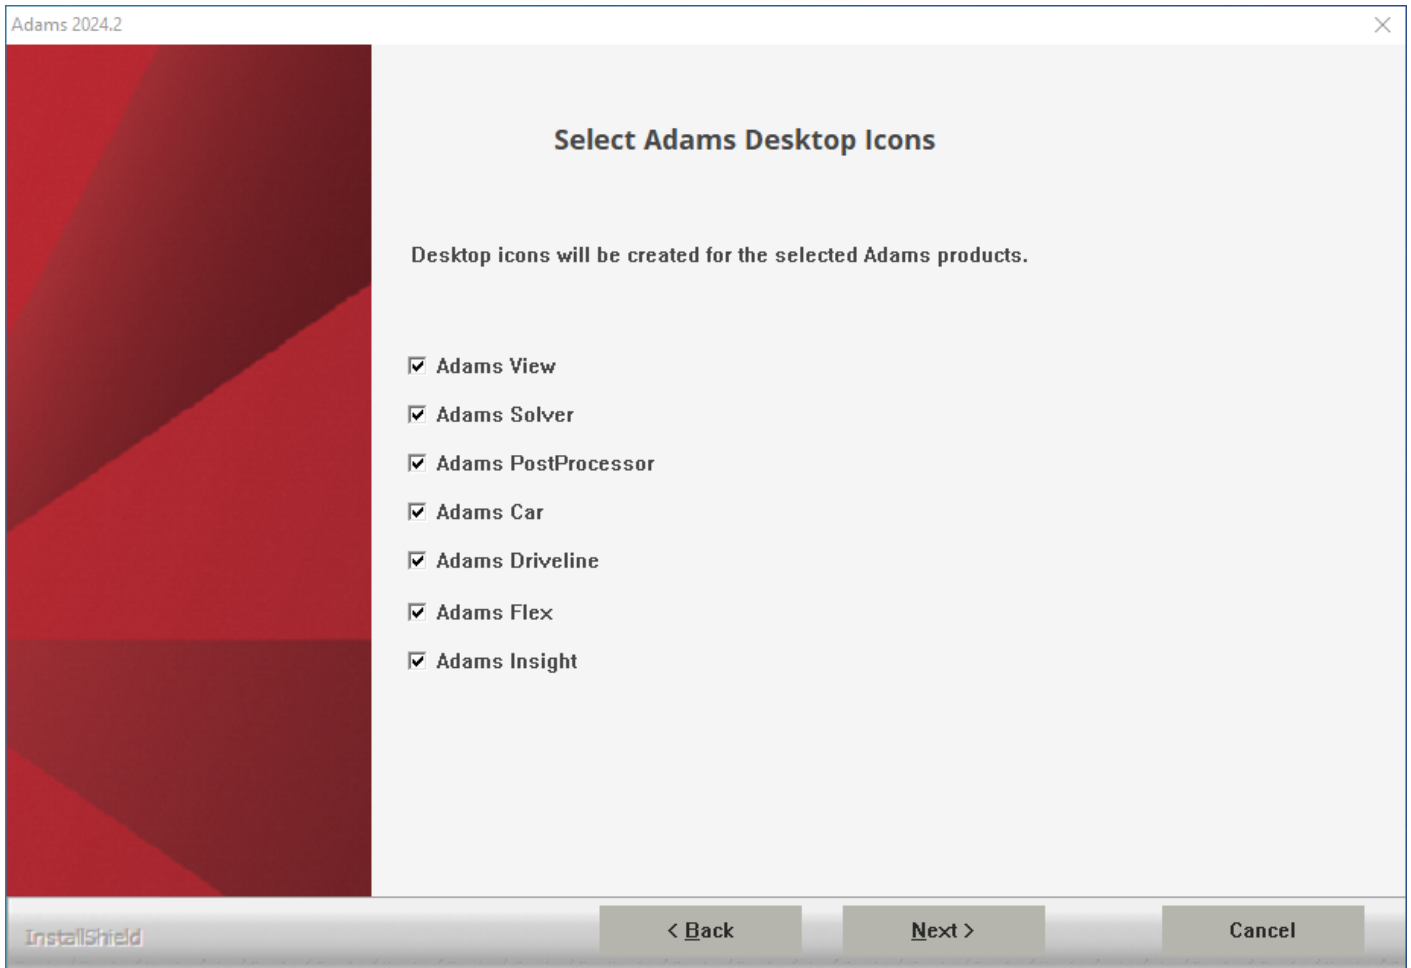 Adams 2024.2
Select Adams Desktop Icons
Desktop icons will be created for the selected Adams products.
Adams View
Adams Solver
Adams PostProcessor
Adams Car
Adams Driveline
Adams Flex
Adams Insight
InstallShield
< Back
Next >
Cancel